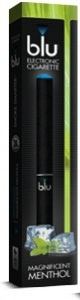 blu
ELECTRONIC
CIGARETTE
blu
MAGNIFICENT
MENTHOL